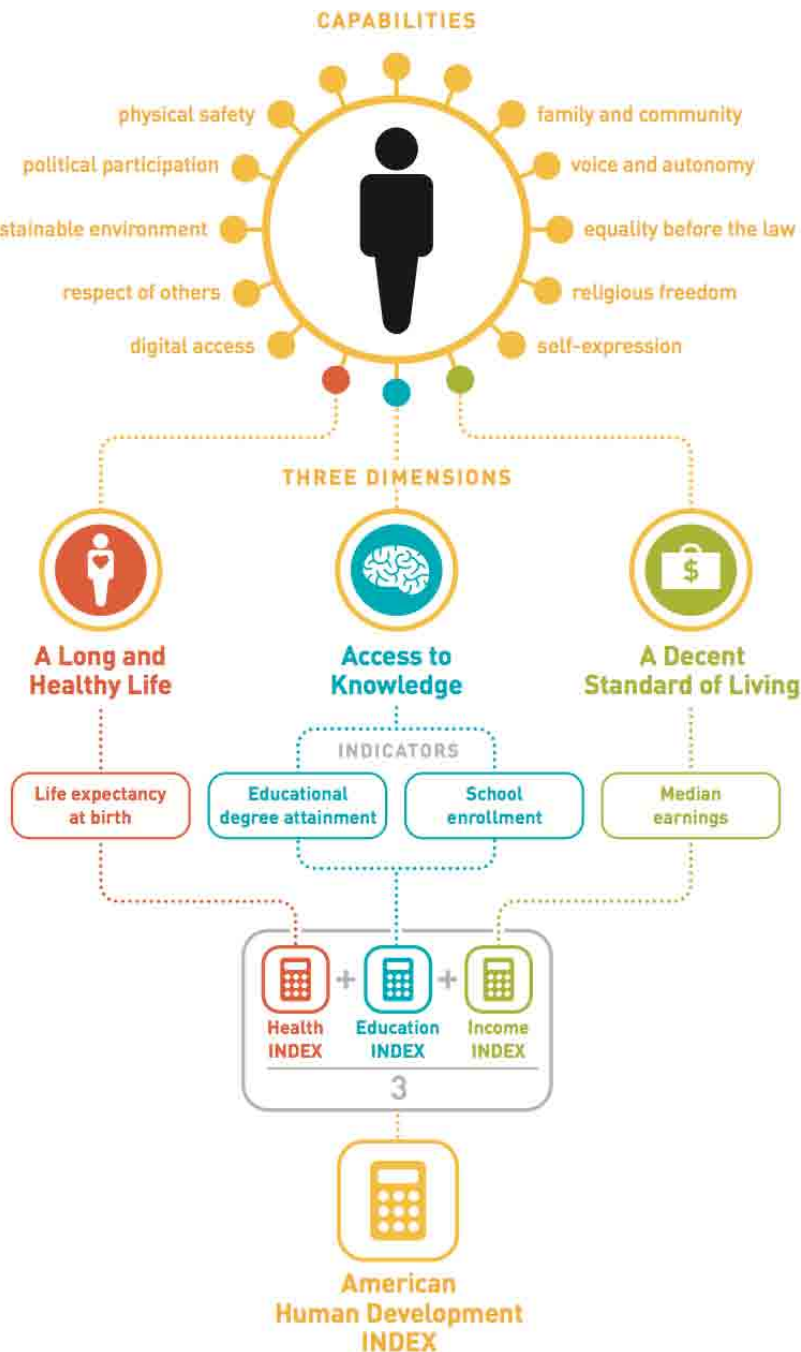 CAPABILITIES
physical safety
family and community
political participation
voice and autonomy
stainable environment
equality before the law
respect of others
religious freedom
digital access
self-expression
THREE DIMENSIONS
$
A Long and
Healthy Life
Access to
Knowledge
A Decent
Standard of Living
INDICATORS
Life expectancy
at birth
Educational
degree attainment
School
enrollment
Median
earnings
+ +
Health
INDEX
Education
INDEX
Income
INDEX
3
American
Human Development
INDEX